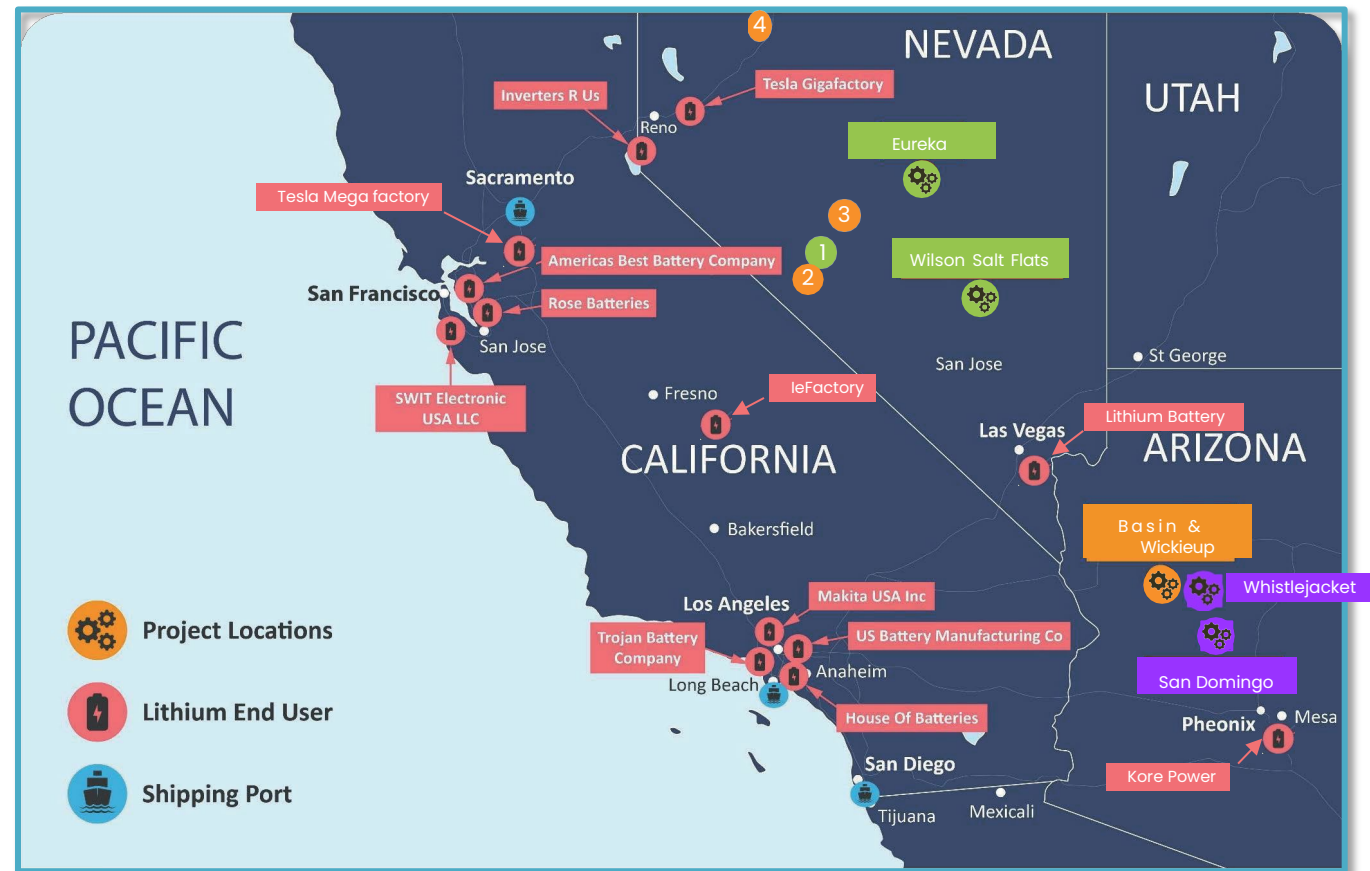 4
NEVADA
Tesla Gigafactory
Inverters R Us
UTAH
Reno
Eureka
Sacramento
Tesla Mega factory
3
1
2
Americas Best Battery Company
Wilson Salt Flats
San Francisco
Rose Batteries
PACIFIC
OCEAN
San Jose
San Jose
St George
SWIT Electronic
USA LLC
Fresno
IeFactory
Lithium Battery
Las Vegas
CALIFORNIA
ARIZONA
Bakersfield
Basin &
Wickieup
Whistlejacket
Los Angeles
Makita USA Inc
Trojan Battery
Company
US Battery Manufacturing Co
Anaheim
Long Beach
San Domingo
House Of Batteries
Pheonix
Mesa
San Diego
Kore Power
Tijuana
Mexicali
Project Locations
Lithium End User
Shipping Port